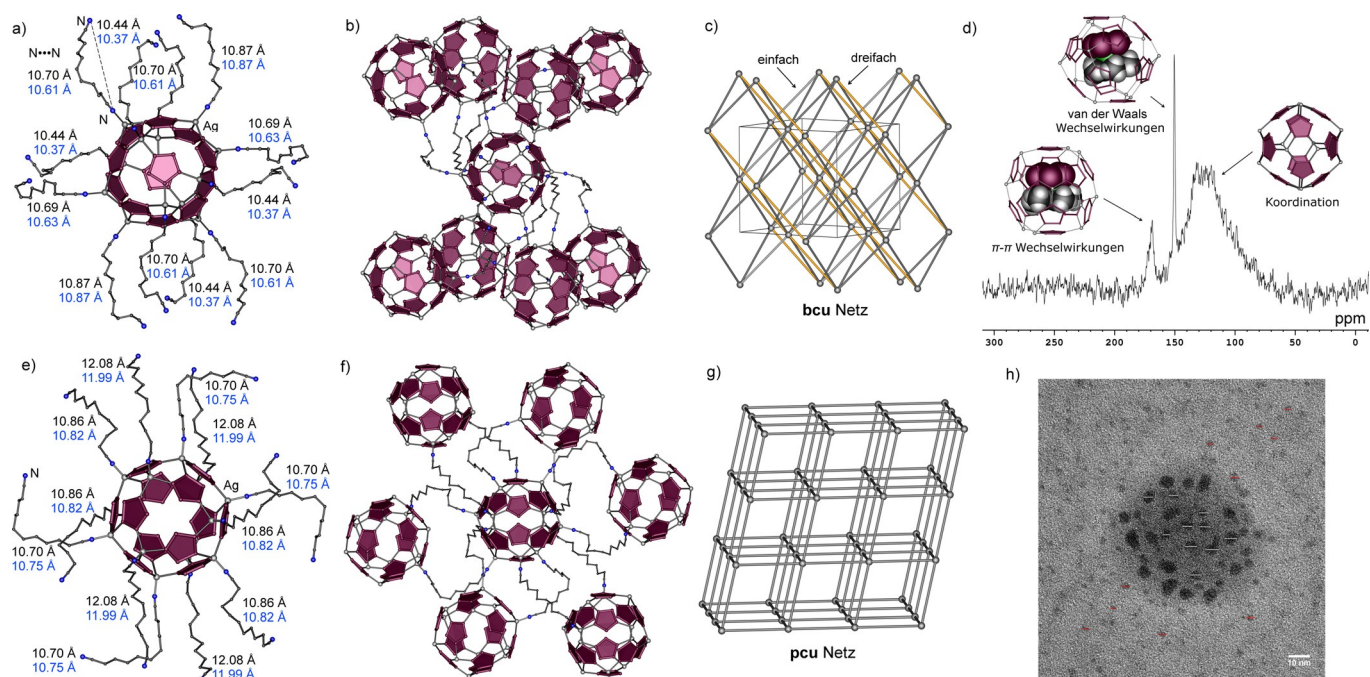 a)
N
10.44 Å
10.37 Å
N•••N
10.70 Å
10.61 Å
10.70 Å
10.61 Å
10.87 Å
10.87 Å
N
Ag
10.44 Å
10.37 Å
10.69 Å
10.63 Å
10.69 Å
10.63 Å
10.44 Å
10.37 Å
10.87 Å
10.87 Å
10.70 Å
10.61 Å
10.44 Å
10.37 Å
10.70 Å
10.61 Å
b)
c)
einfach
dreifach
bcu Netz
d)
van der Waals
Wechselwirkungen
π-π Wechselwirkungen
Koordination
ppm
300 250 200 150 100 50 0
e)
12.08 Å
11.99 Å
10.70 Å
10.75 Å
10.86 Å
10.82 Å
12.08 Å
11.99 Å
N
Ag
10.70 Å
10.75 Å
10.86 Å
10.82 Å
10.86 Å
10.82 Å
10.70 Å
10.75 Å
12.08 Å
11.99 Å
10.86 Å
10.82 Å
10.70 Å
10.75 Å
12.08 Å
11.99 Å
f)
g)
pcu Netz
h)
10 nm